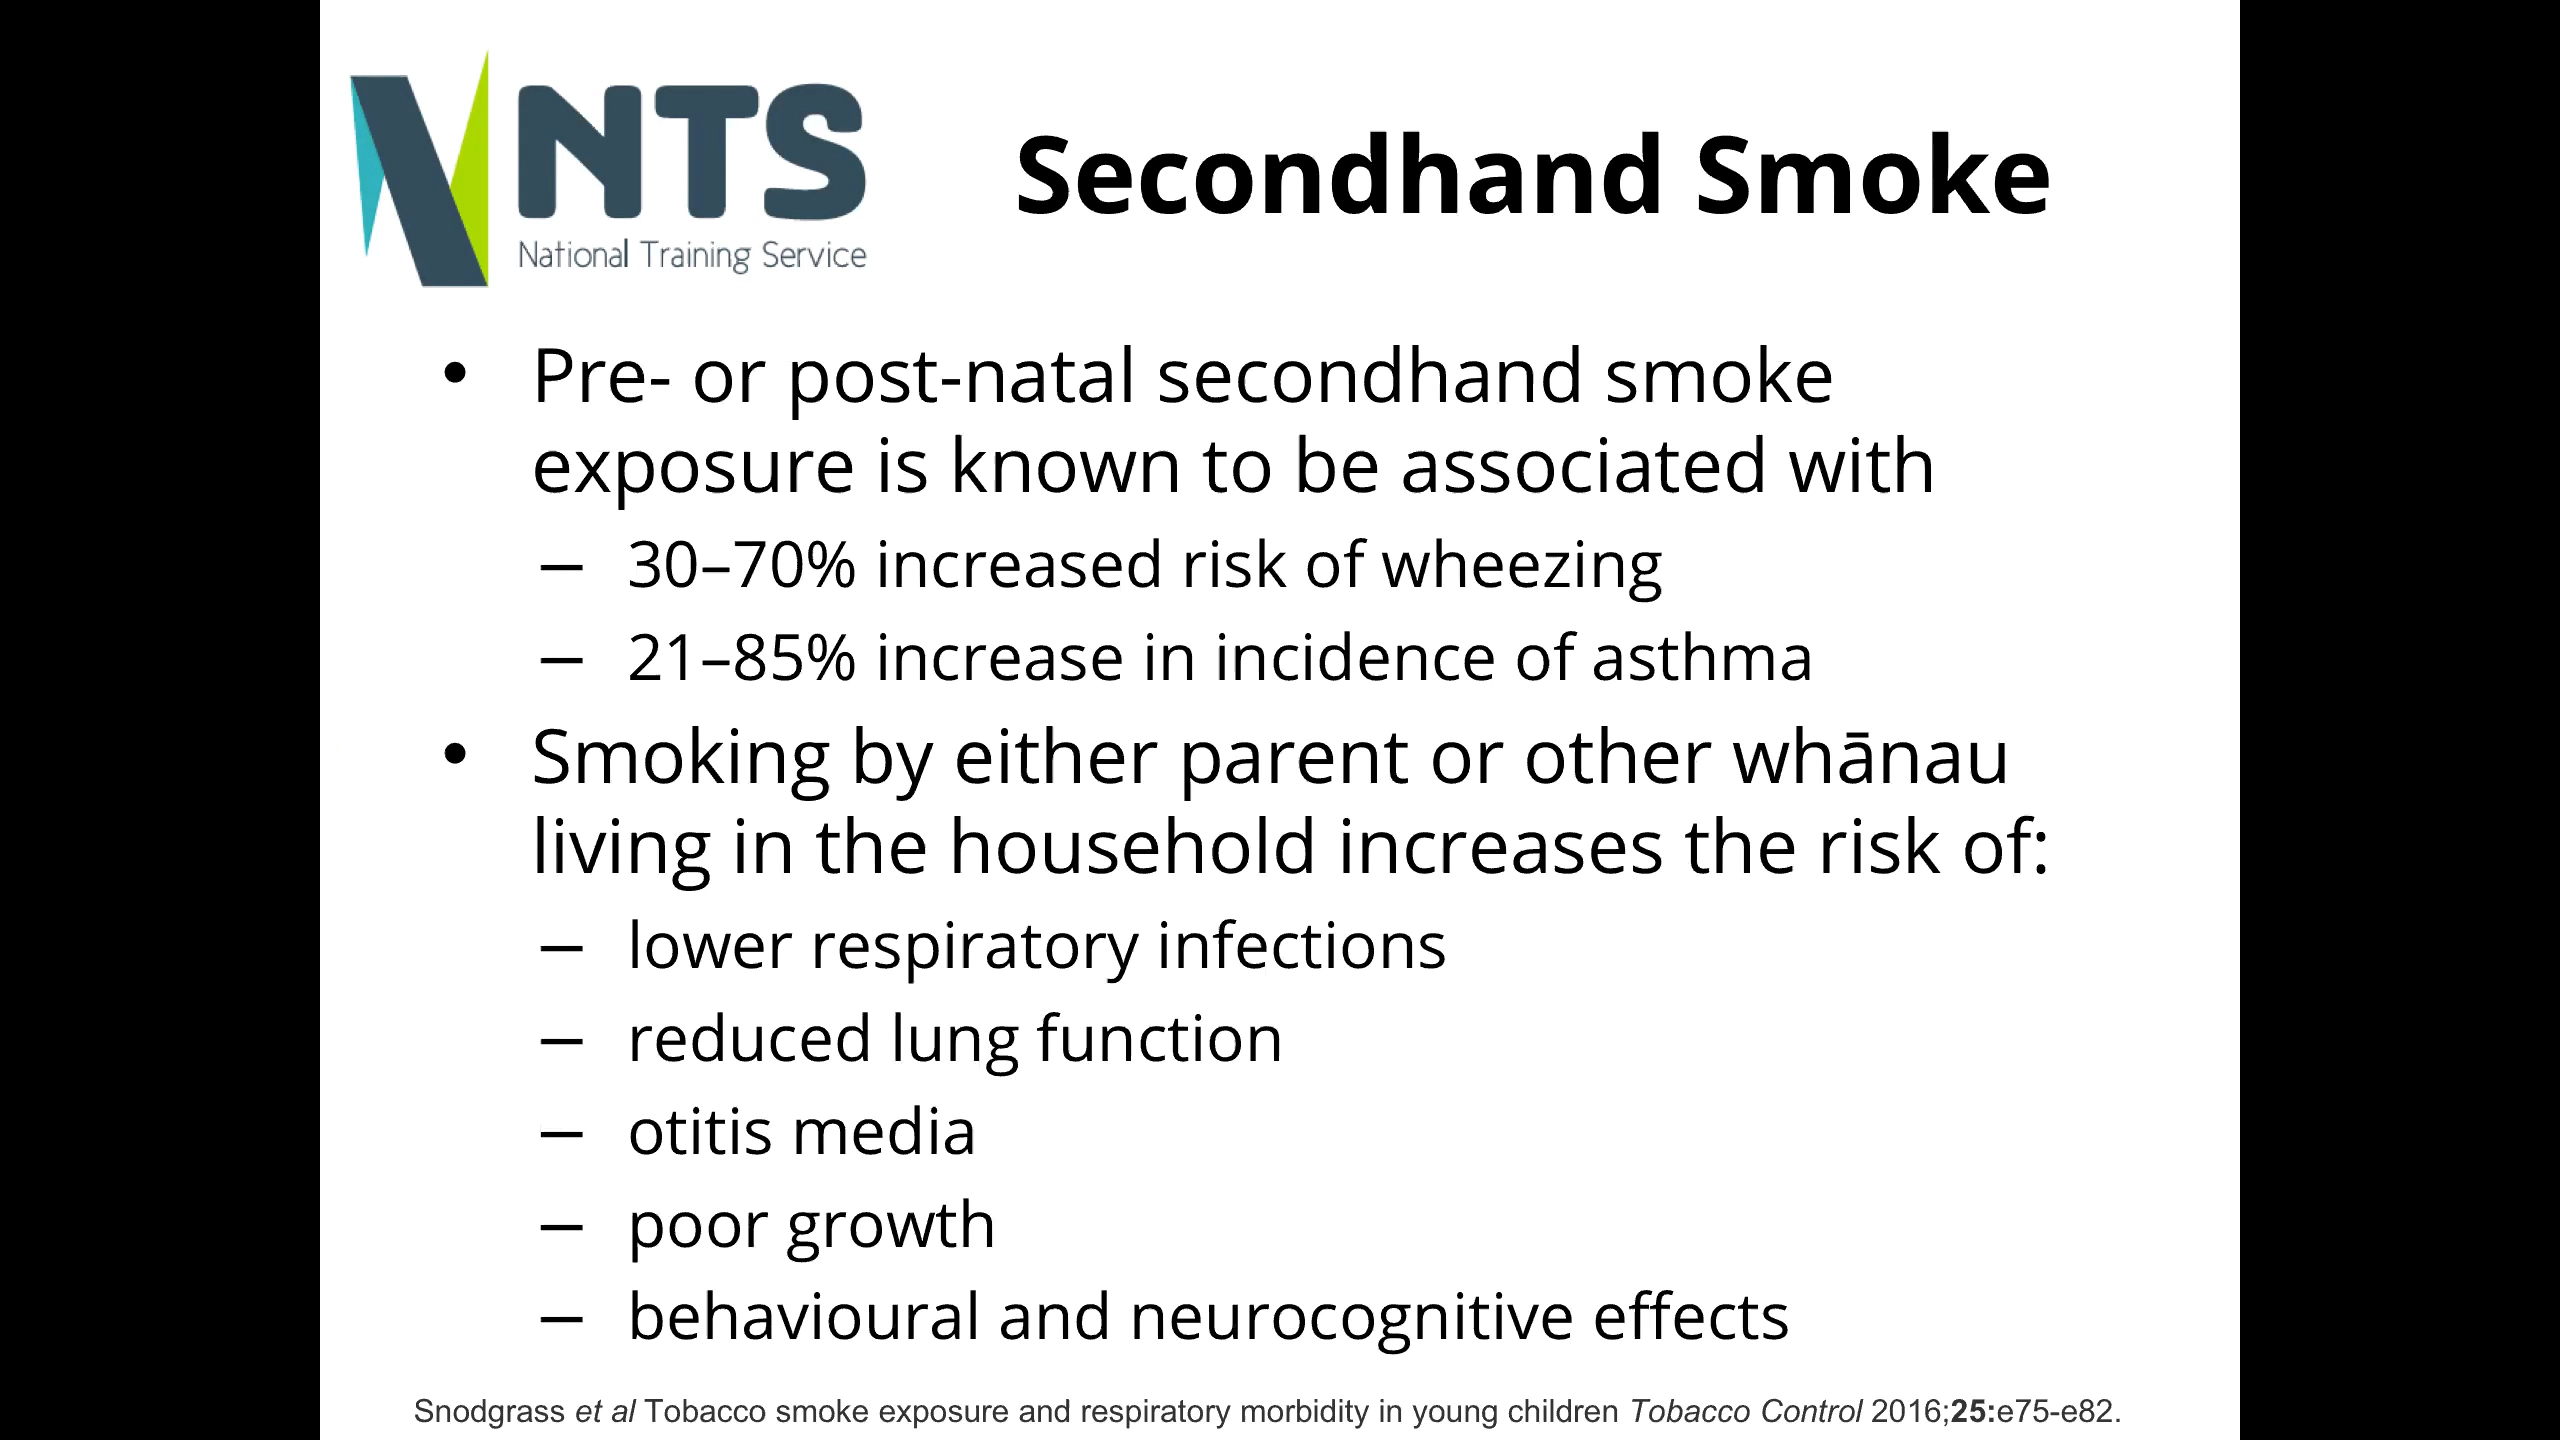 NTS
National Training Service
Secondhand Smoke
• Pre- or post-natal secondhand smoke
exposure is known to be associated with
– 30–70% increased risk of wheezing
– 21–85% increase in incidence of asthma
• Smoking by either parent or other whānau
living in the household increases the risk of:
– lower respiratory infections
– reduced lung function
– otitis media
– poor growth
– behavioural and neurocognitive effects
Snodgrass et al Tobacco smoke exposure and respiratory morbidity in young children Tobacco Control 2016;25:e75-e82.